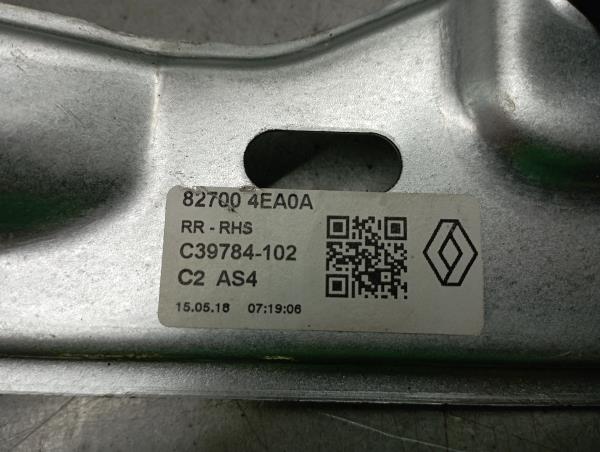 82700 4EA0A
RR - RHS
C39784-102
C2 AS4
15.05.18 07:19:06